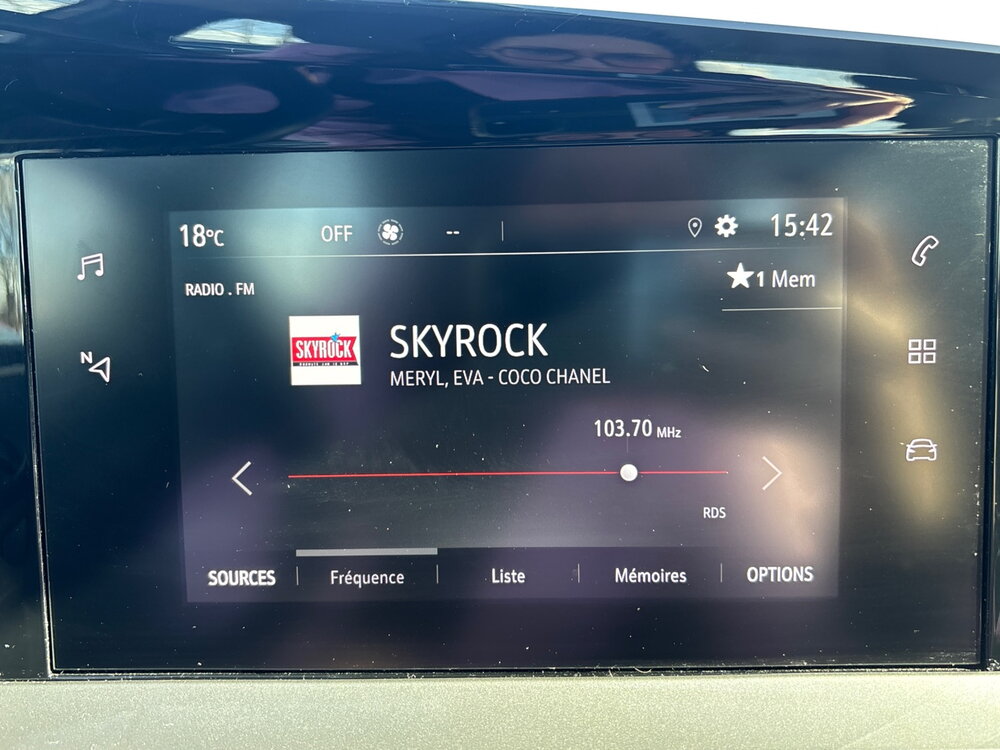 18°C OFF -- 15:42
RADIO . FM
1 Mem
SKYROCK
SKYROCK
MERYL, EVA - COCO CHANEL
N
103.70 MHz
RDS
SOURCES Fréquence Liste Mémoires OPTIONS